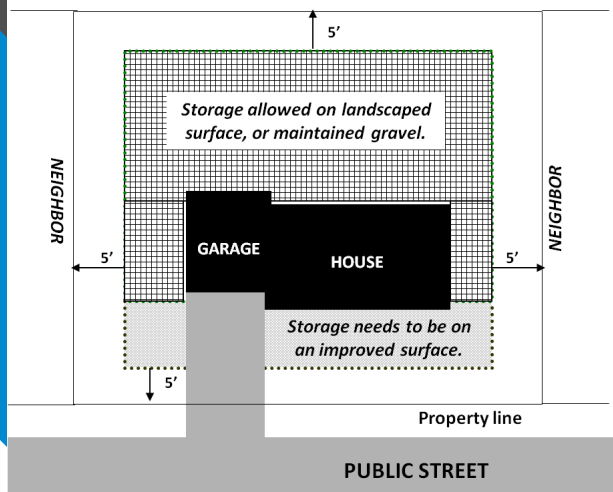 5’
Storage allowed on landscaped
surface, or maintained gravel.
NEIGHBOR
NEIGHBOR
GARAGE
HOUSE
5’
5’
Storage needs to be on
an improved surface.
5’
Property line
PUBLIC STREET